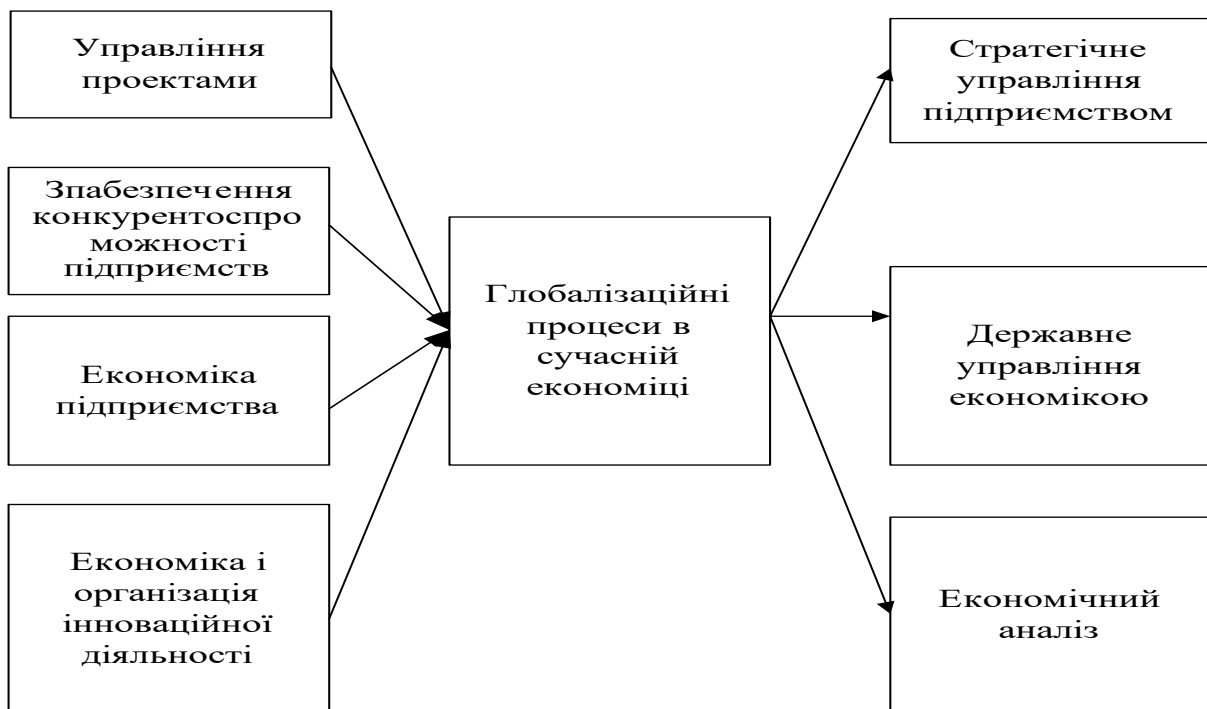 Управління
проектами
Зпабезпечення
конкурентоспро
можності
підприємств
Економіка
підприємства
Економіка і
організація
інноваційної
діяльності
Глобалізаційні
процеси в
сучасній
економіці
Стратегічне
управління
підприємством
Державне
управління
економікою
Економічний
аналіз